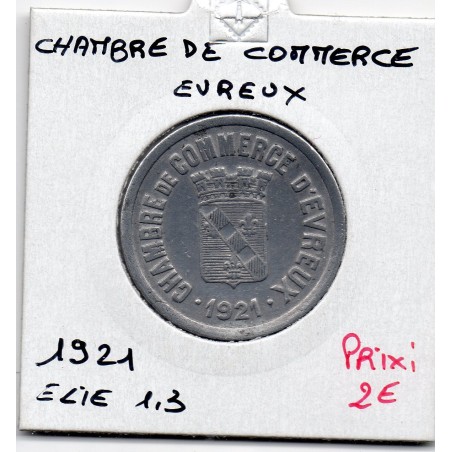 CHAMBRE DE COMMERCE
EVREUX
CHAMBRE DE COMMERCE D'EVREUX
· 1921 ·
1921
ELIE 1.3
PRIX:
2€